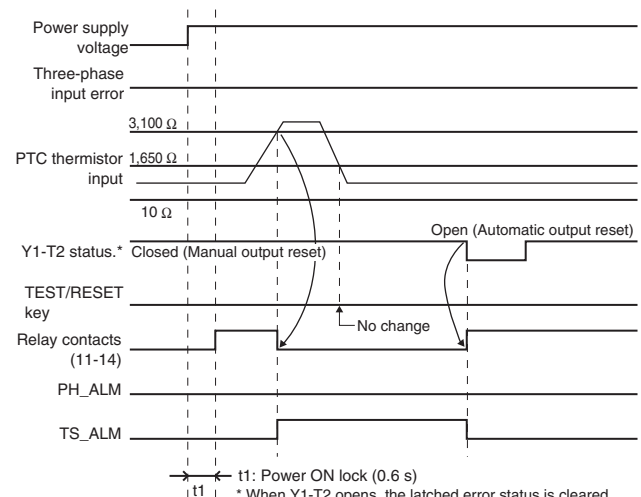 Power supply
voltage
Three-phase
input error
3,100 Ω
PTC thermistor 1,650 Ω
input
10 Ω
Open (Automatic output reset)
Y1-T2 status.* Closed (Manual output reset)
TEST/RESET
key
No change
Relay contacts
(11-14)
PH_ALM
TS_ALM
t1: Power ON lock (0.6 s)
t1
* When Y1-T2 opens, the latched error status is cleared.